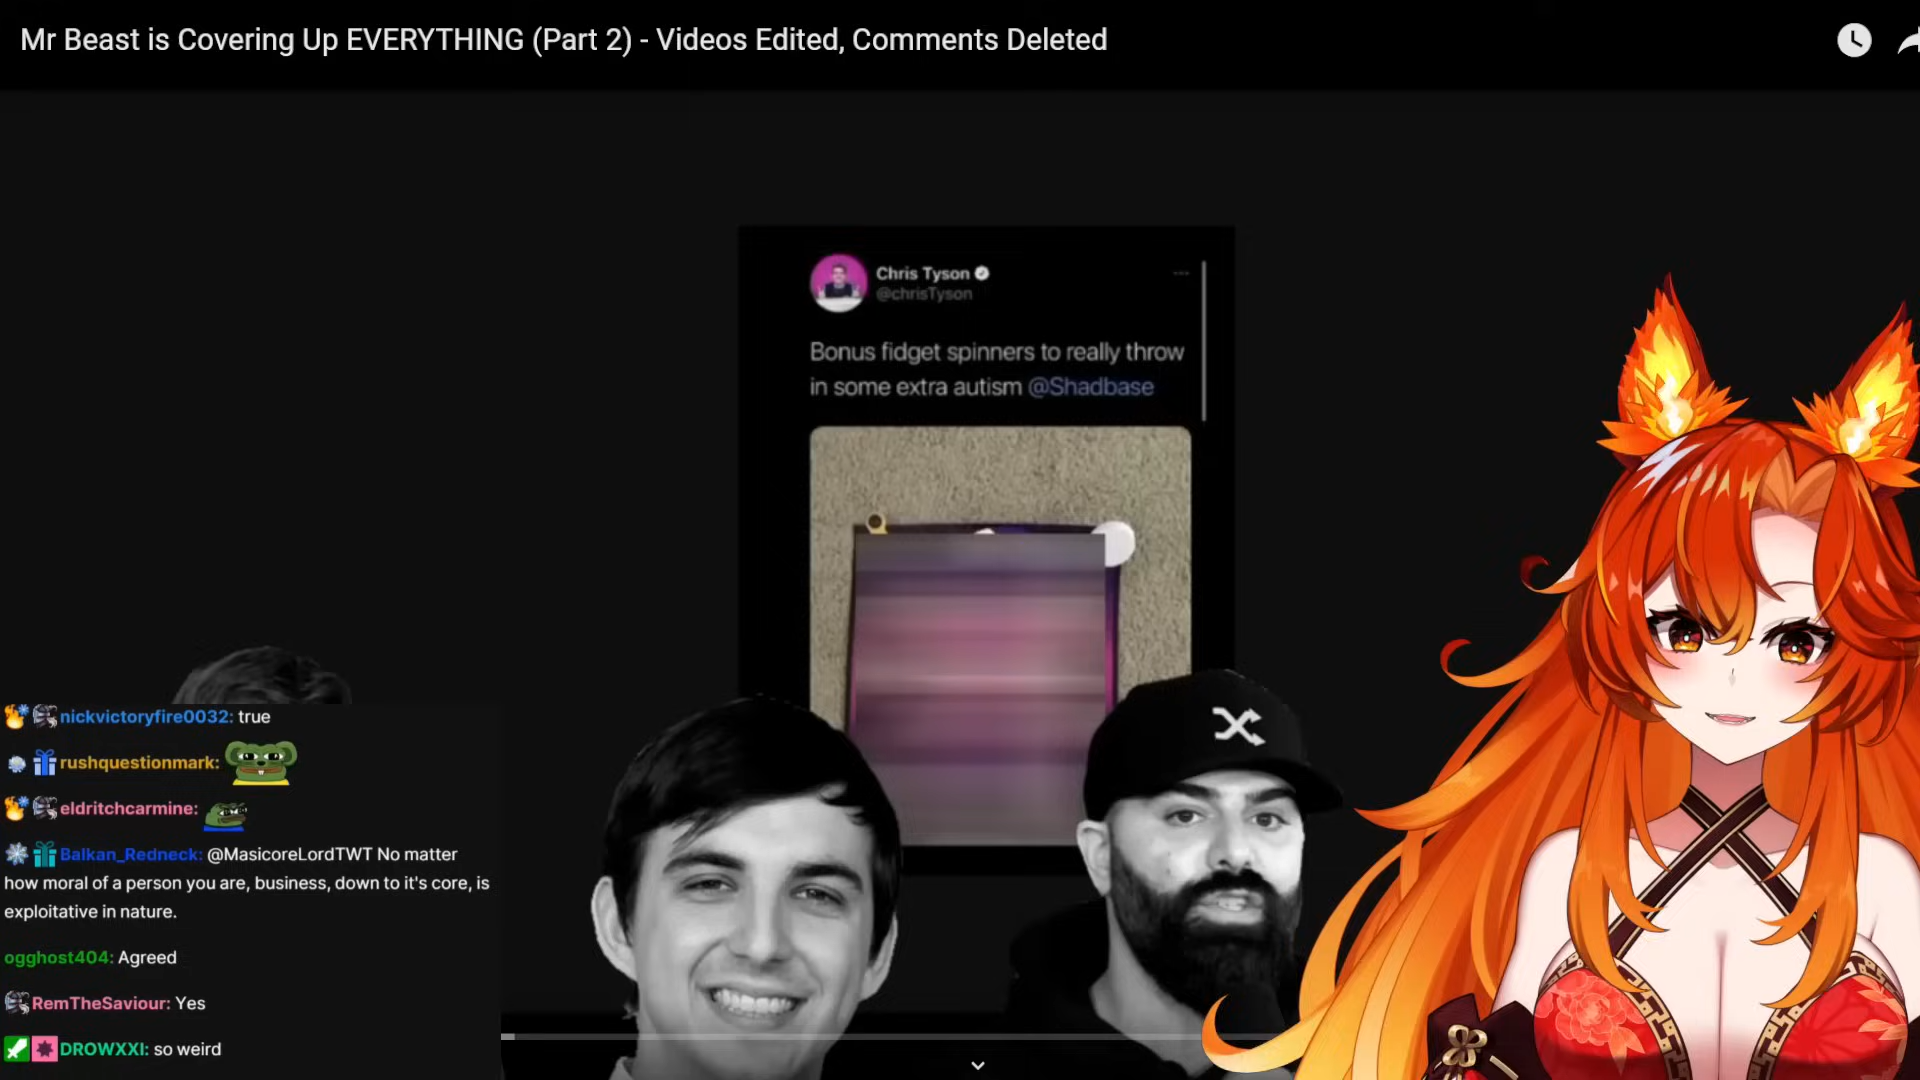 Mr Beast is Covering Up EVERYTHING (Part 2) - Videos Edited, Comments Deleted
Chris Tyson
@chrisTyson
Bonus fidget spinners to really throw
in some extra autism @Shadbase
nickvictoryfire0032: true
rushquestionmark:
eldritchcarmine:
Balkan_Redneck: @MasicoreLordTWT No matter
how moral of a person you are, business, down to it's core, is
exploitative in nature.
ogghost404: Agreed
RemTheSaviour: Yes
DROWXXI: so weird